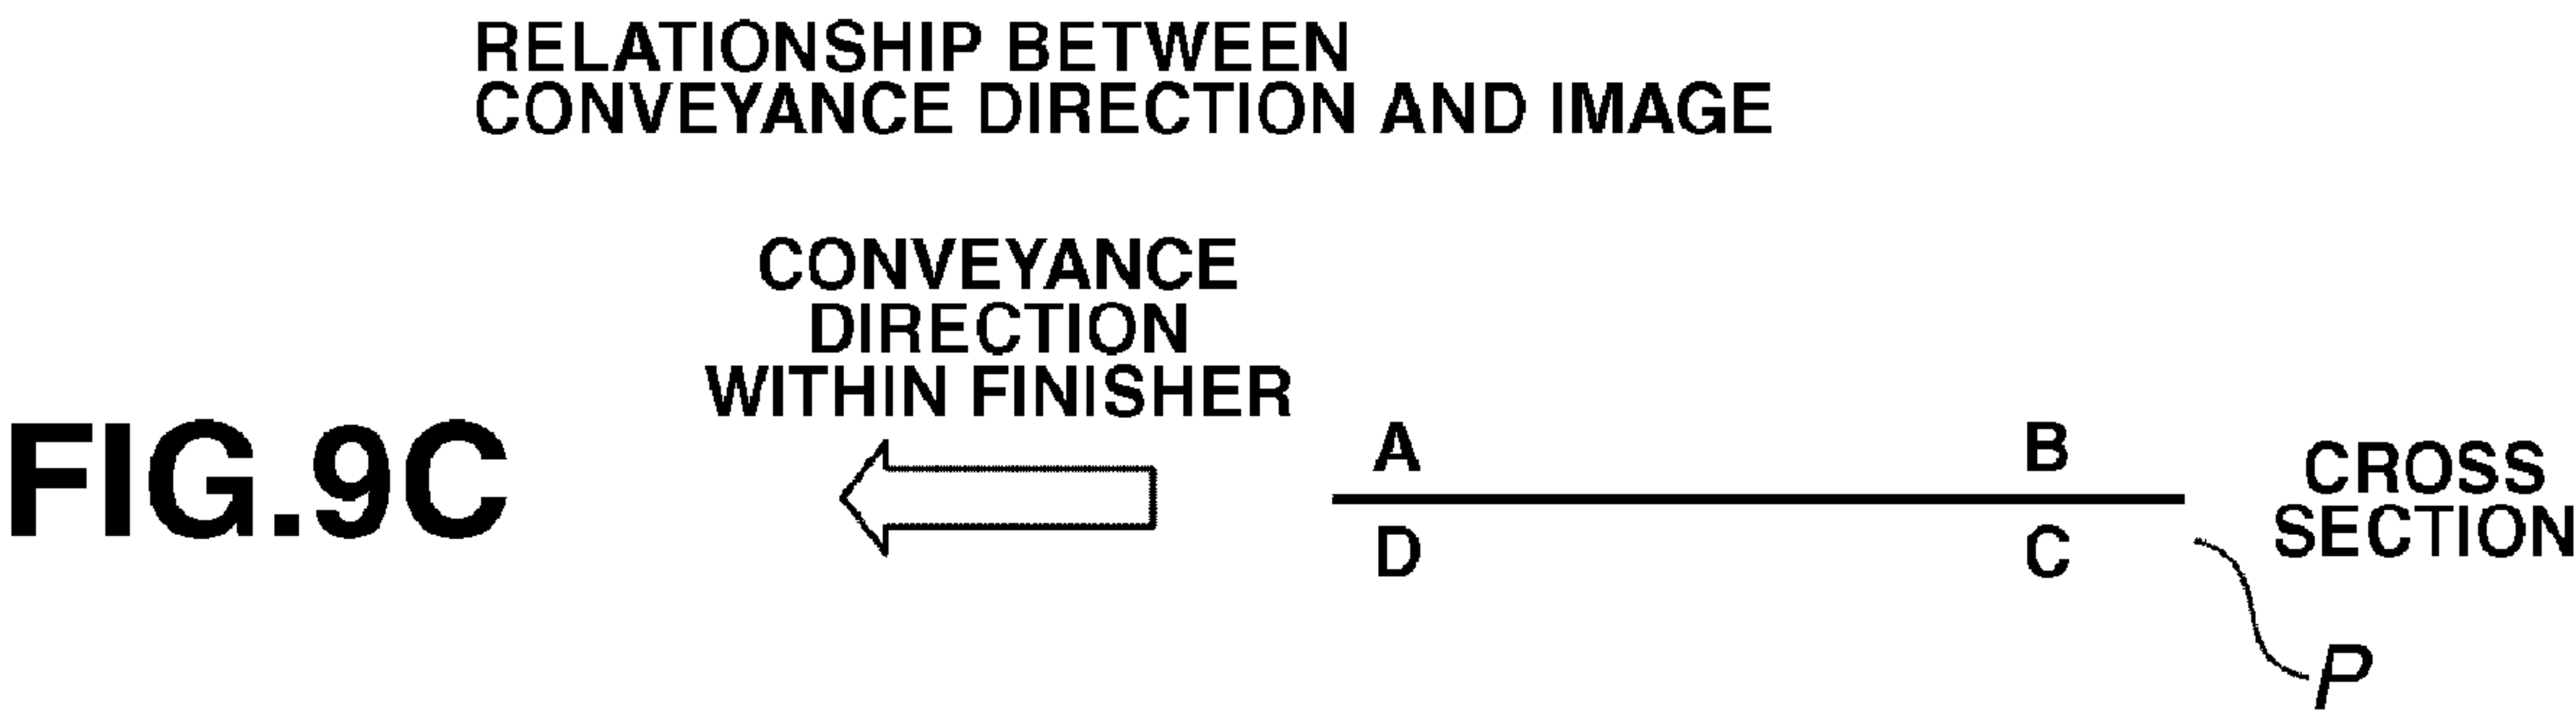 RELATIONSHIP BETWEEN
CONVEYANCE DIRECTION AND IMAGE
CONVEYANCE
DIRECTION
WITHIN FINISHER
FIG.9C
A
B
D
C
CROSS
SECTION
P